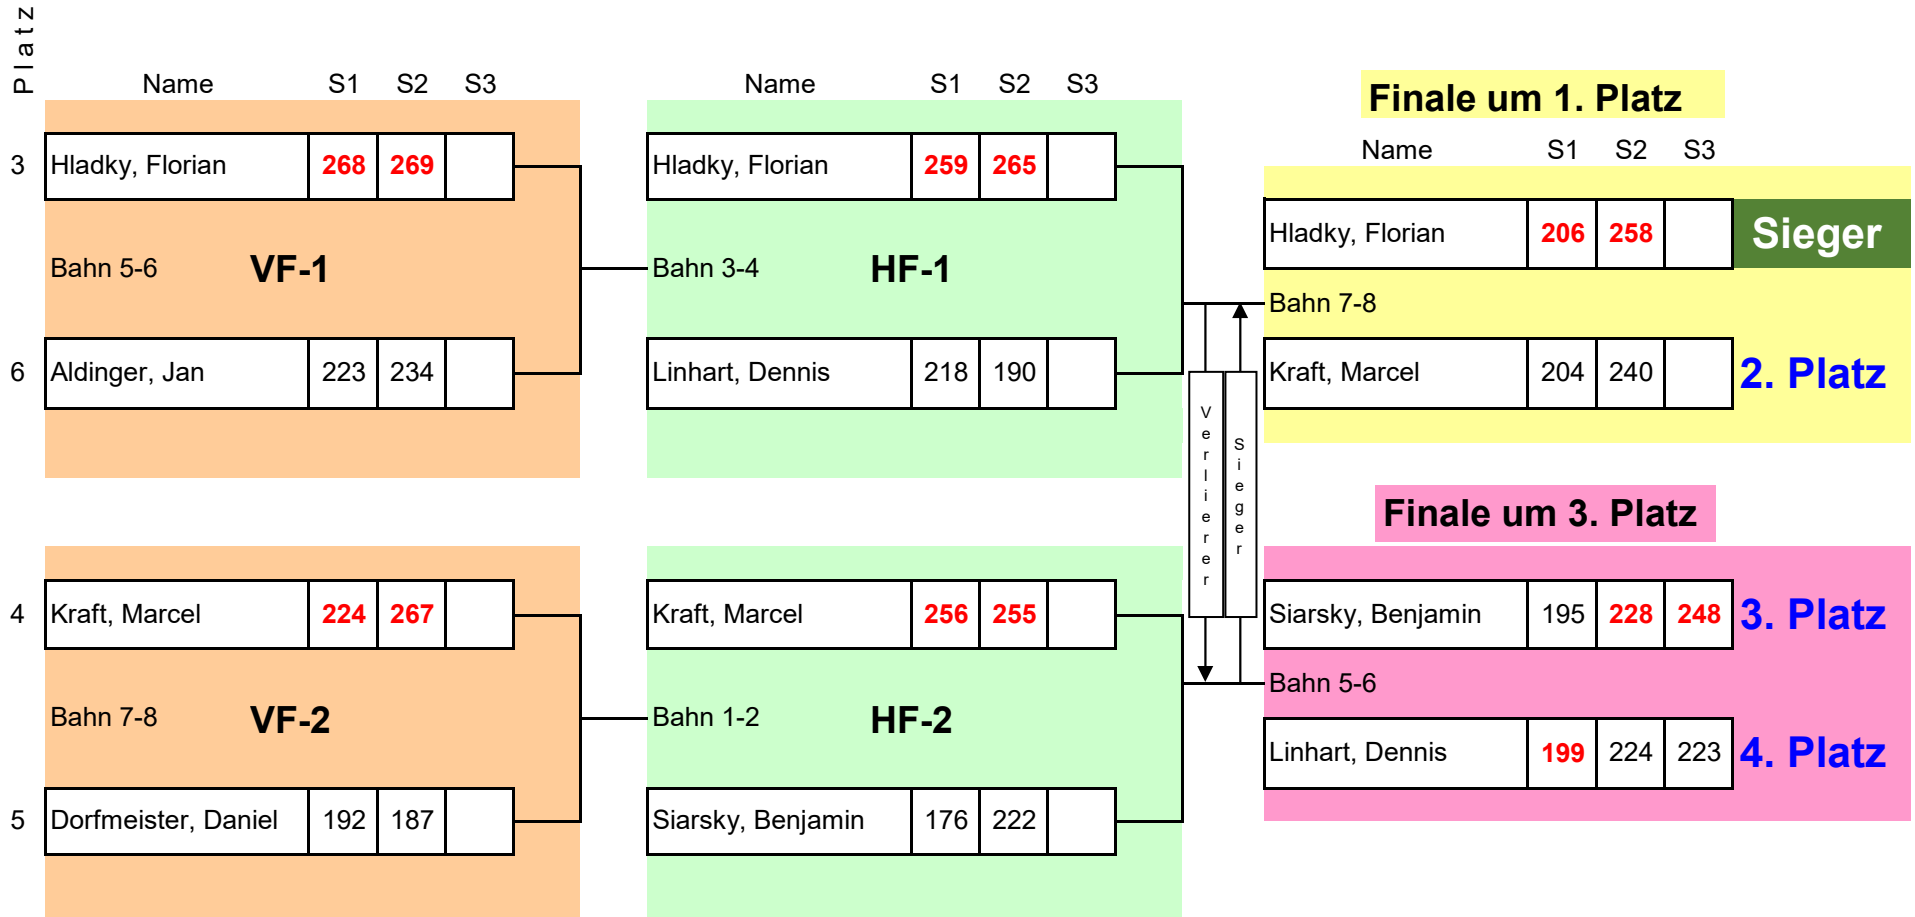 Platz
Name S1 S2 S3
3 Hladky, Florian 268 269
Bahn 5-6 VF-1
6 Aldinger, Jan 223 234
4 Kraft, Marcel 224 267
Bahn 7-8 VF-2
5 Dorfmeister, Daniel 192 187
Name S1 S2 S3
Hladky, Florian 259 265
Bahn 3-4 HF-1
Linhart, Dennis 218 190
Kraft, Marcel 256 255
Bahn 1-2 HF-2
Siarsky, Benjamin 176 222
Verlierer
Sieger
Finale um 1. Platz
Name S1 S2 S3
Hladky, Florian 206 258 Sieger
Bahn 7-8
Kraft, Marcel 204 240 2. Platz
Finale um 3. Platz
Siarsky, Benjamin 195 228 248 3. Platz
Bahn 5-6
Linhart, Dennis 199 224 223 4. Platz